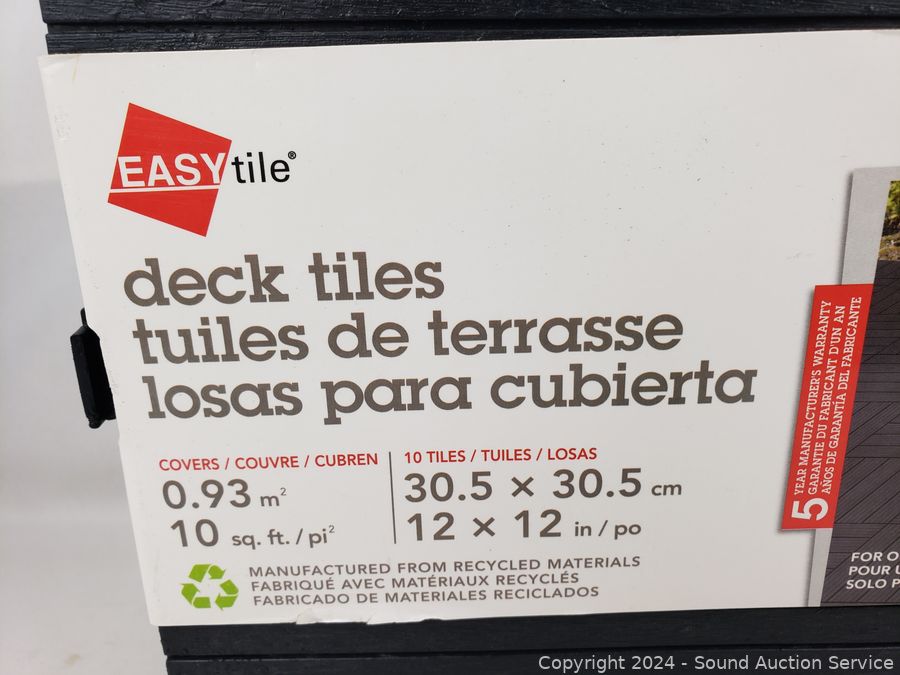 EASYtile®
deck tiles
tuiles de terrasse
losas para cubierta
COVERS / COUVRE / CUBREN
0.93 m²
10 sq. ft. / pi²
10 TILES / TUILES / LOSAS
30.5 × 30.5 cm
12 × 12 in / po
MANUFACTURED FROM RECYCLED MATERIALS
FABRIQUÉ AVEC MATÉRIAUX RECYCLÉS
FABRICADO DE MATERIALES RECICLADOS
5
YEAR MANUFACTURER'S WARRANTY
GARANTIE DU FABRICANT D'UN AN
AÑOS DE GARANTÍA DEL FABRICANTE
FOR O
POUR U
SOLO P
Copyright © 2024 - Sound Auction Service